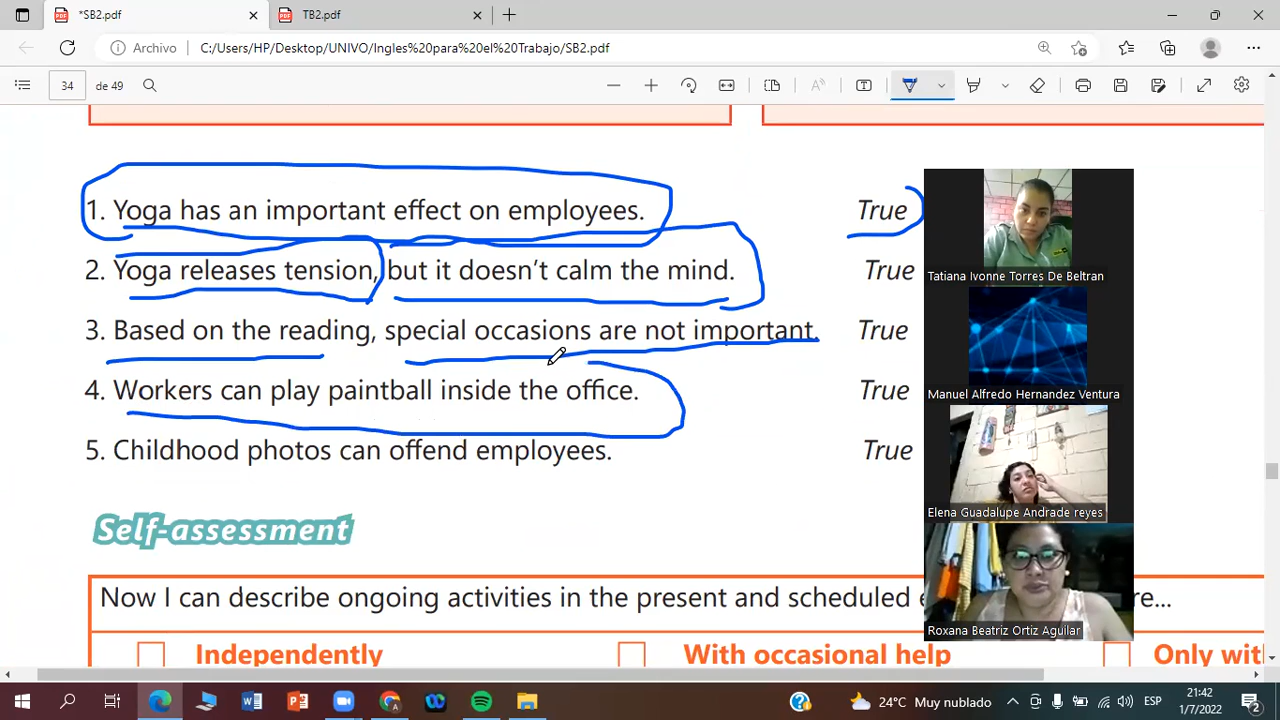 *SB2.pdf
TB2.pdf
Archivo
C:/Users/HP/Desktop/UNIVO/Ingles%20para%20el%20Trabajo/SB2.pdf
34 de 49
1. Yoga has an important effect on employees. True
2. Yoga releases tension, but it doesn't calm the mind. True
3. Based on the reading, special occasions are not important. True
4. Workers can play paintball inside the office. True
5. Childhood photos can offend employees. True
Tatiana Ivonne Torres De Beltran
Manuel Alfredo Hernandez Ventura
Elena Guadalupe Andrade reyes
Roxana Beatriz Ortiz Aguilar
Self-assessment
Now I can describe ongoing activities in the present and scheduled e re...
Independently With occasional help Only wit
24°C Muy nublado
ESP
21:42
1/7/2022
2